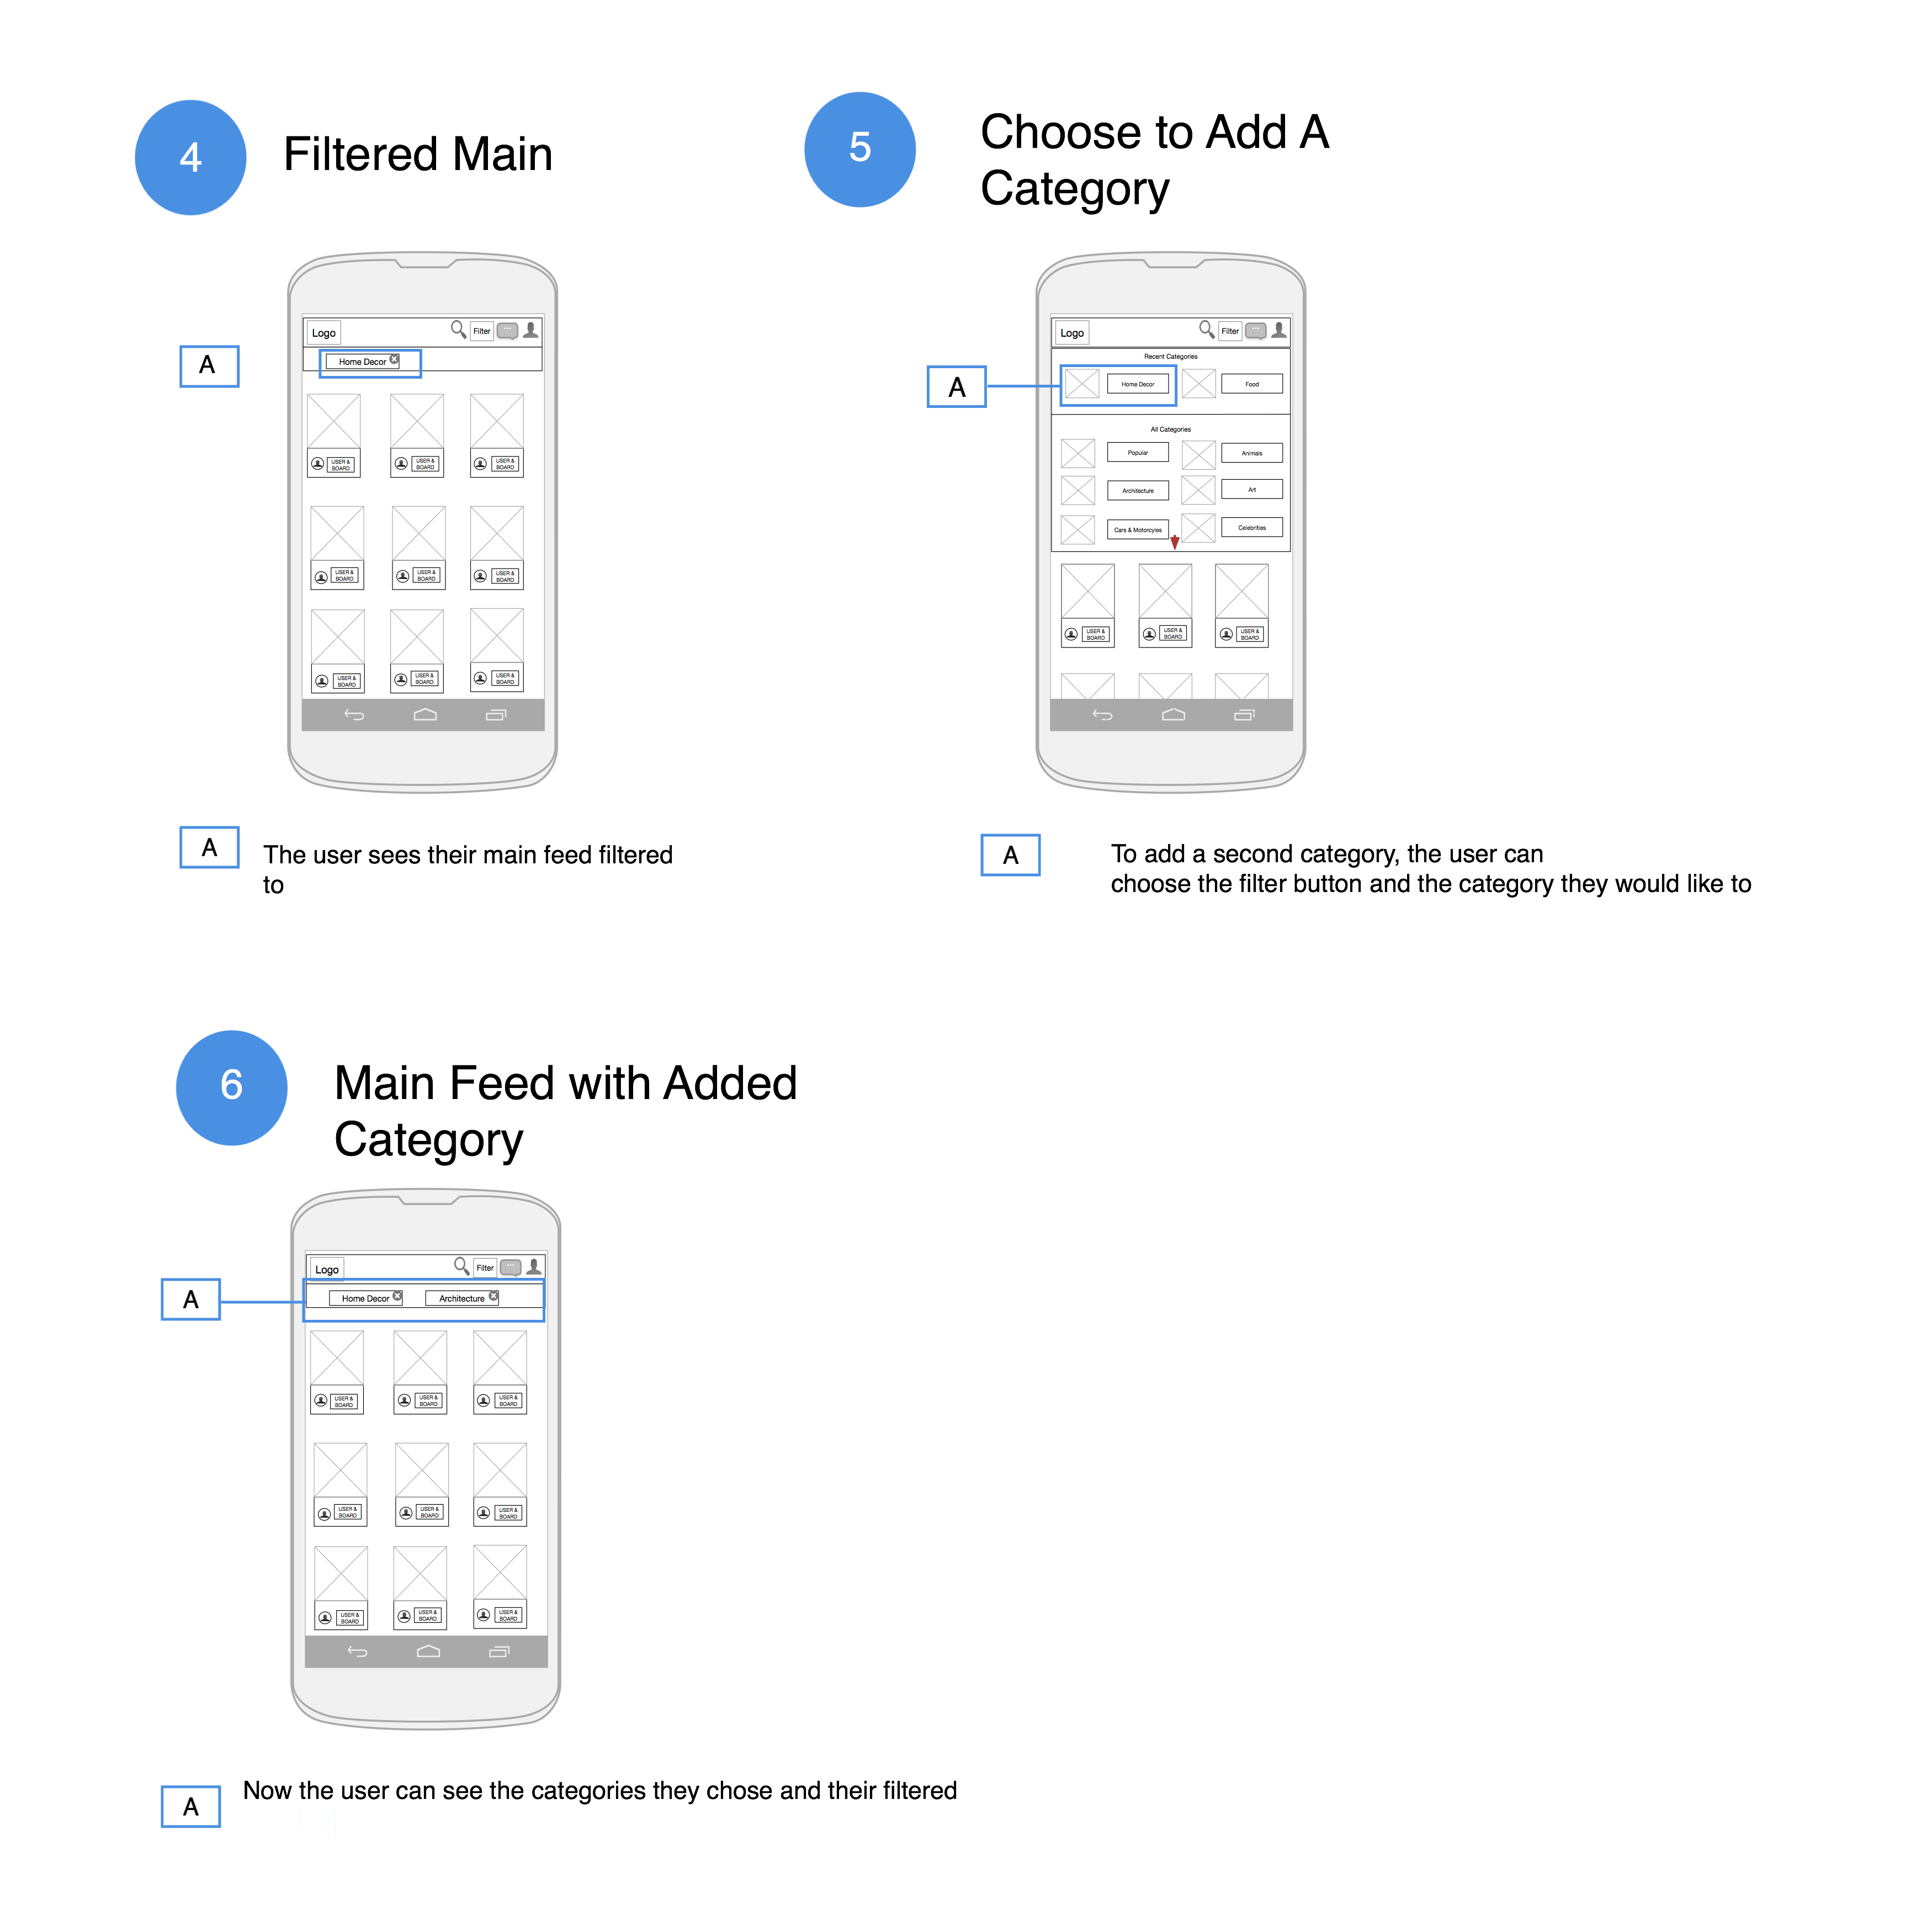 4
Filtered Main
5
Choose to Add A
Category
Logo
Filter
A
Home Decor
USER &
BOARD
USER &
BOARD
USER &
BOARD
USER &
BOARD
USER &
BOARD
USER &
BOARD
USER &
BOARD
USER &
BOARD
USER &
BOARD
A
The user sees their main feed filtered
to
Logo
Filter
Recent Categories
A
Home Decor
Food
All Categories
Popular
Animals
Architecture
Art
Cars & Motorcyles
Celebrities
USER &
BOARD
USER &
BOARD
USER &
BOARD
A
To add a second category, the user can
choose the filter button and the category they would like to
6
Main Feed with Added
Category
Logo
Filter
A
Home Decor
Architecture
USER &
BOARD
USER &
BOARD
USER &
BOARD
USER &
BOARD
USER &
BOARD
USER &
BOARD
USER &
BOARD
USER &
BOARD
USER &
BOARD
A
Now the user can see the categories they chose and their filtered